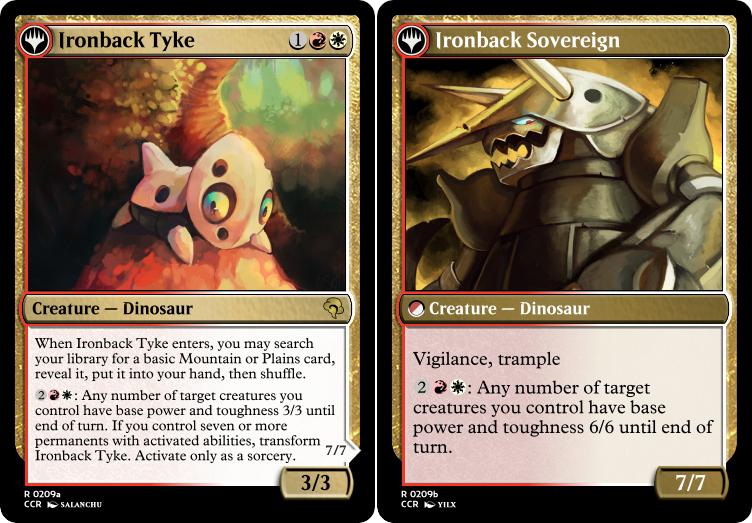 Ironback Tyke 1
Creature — Dinosaur
When Ironback Tyke enters, you may search
your library for a basic Mountain or Plains card,
reveal it, put it into your hand, then shuffle.
2 : Any number of target creatures you
control have base power and toughness 3/3 until
end of turn. If you control seven or more
permanents with activated abilities, transform
Ironback Tyke. Activate only as a sorcery.
7/7
3/3
R 0209a
CCR SALANCHU
Ironback Sovereign
Creature — Dinosaur
Vigilance, trample
2 : Any number of target
creatures you control have base
power and toughness 6/6 until end of
turn.
7/7
R 0209b
CCR YILX